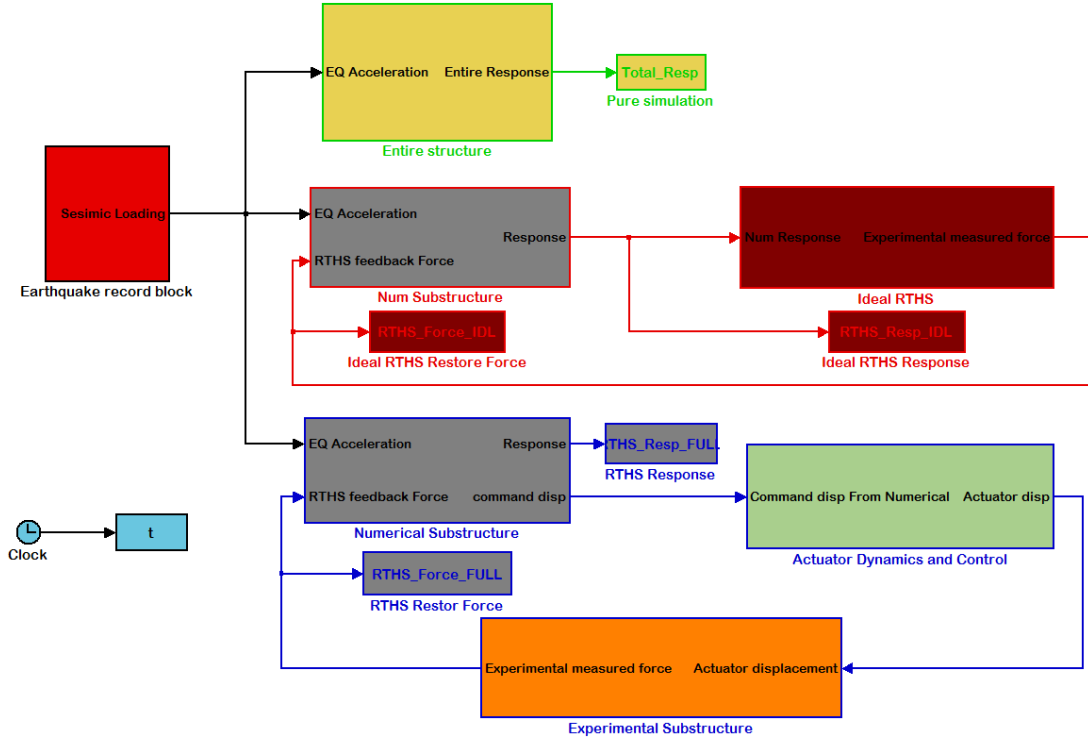 EQ Acceleration
Entire Response
Total_Resp
Pure simulation
Entire structure
Sesimic Loading
Earthquake record block
EQ Acceleration
Response
RTHS feedback Force
Num Substructure
Num Response
Experimental measured force
Ideal RTHS
RTHS_Force_IDL
Ideal RTHS Restore Force
RTHS_Resp_IDL
Ideal RTHS Response
EQ Acceleration
Response
RTHS feedback Force
command disp
Numerical Substructure
RTHS_Resp_FULL
RTHS Response
Command disp From Numerical
Actuator disp
Actuator Dynamics and Control
t
Clock
RTHS_Force_FULL
RTHS Restor Force
Experimental measured force
Actuator displacement
Experimental Substructure